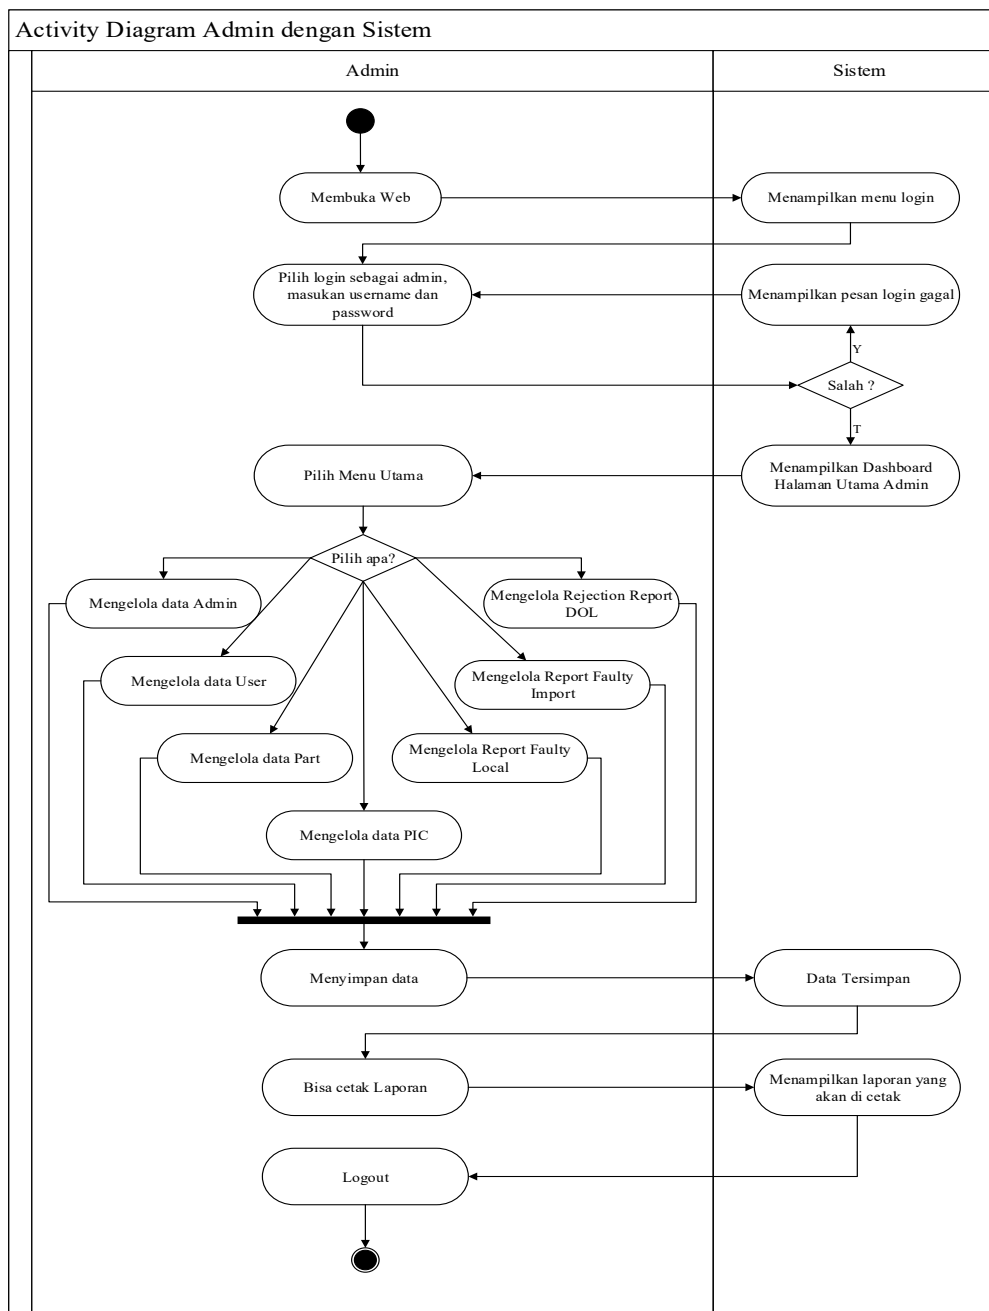 Activity Diagram Admin dengan Sistem
Admin
Sistem
Membuka Web
Menampilkan menu login
Pilih login sebagai admin,
masukan username dan
password
Menampilkan pesan login gagal
Y
Salah ?
T
Pilih Menu Utama
Menampilkan Dashboard
Halaman Utama Admin
Pilih apa?
Mengelola data Admin
Mengelola Rejection Report
DOL
Mengelola data User
Mengelola Report Faulty
Import
Mengelola data Part
Mengelola Report Faulty
Local
Mengelola data PIC
Menyimpan data
Data Tersimpan
Bisa cetak Laporan
Menampilkan laporan yang
akan di cetak
Logout